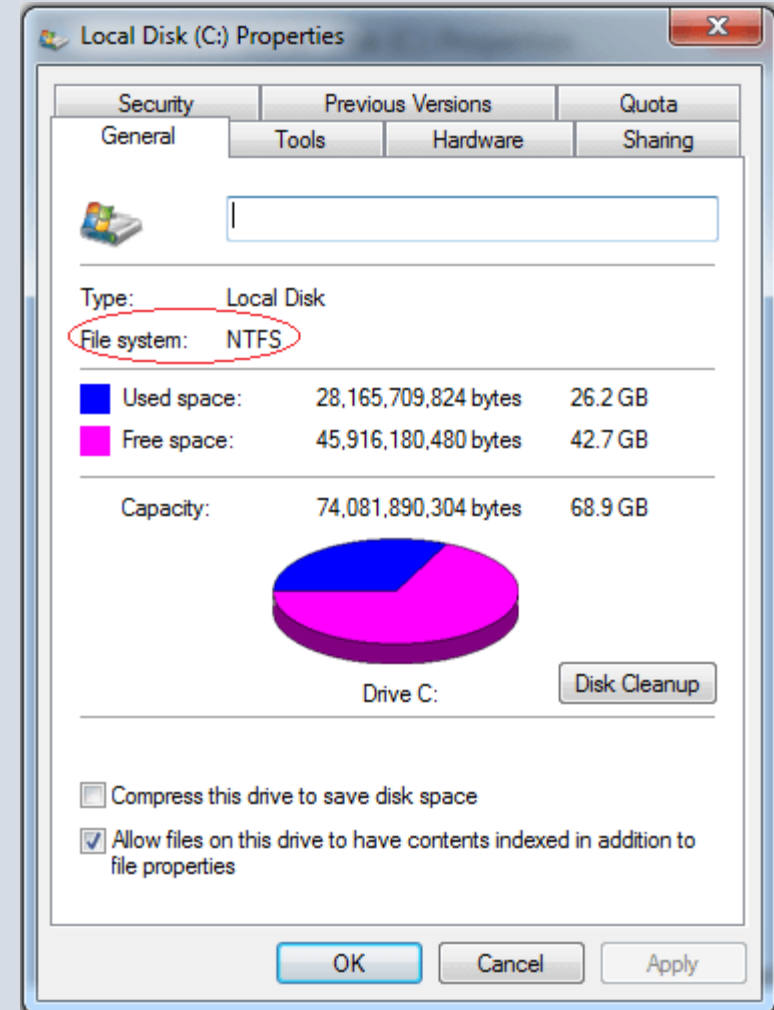 Local Disk (C:) Properties
Security Previous Versions Quota
General Tools Hardware Sharing
Type: Local Disk
File system: NTFS
Used space: 28,165,709,824 bytes 26.2 GB
Free space: 45,916,180,480 bytes 42.7 GB
Capacity: 74,081,890,304 bytes 68.9 GB
Drive C:
Disk Cleanup
Compress this drive to save disk space
Allow files on this drive to have contents indexed in addition to
file properties
OK Cancel Apply